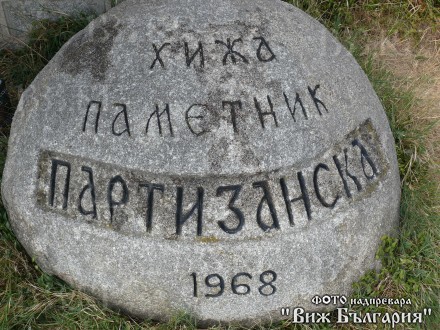 ХИЖА
ПАМЕТНИК
ПАРТИЗАНСКА
1968
ФОТО надпревара
"Виж България"